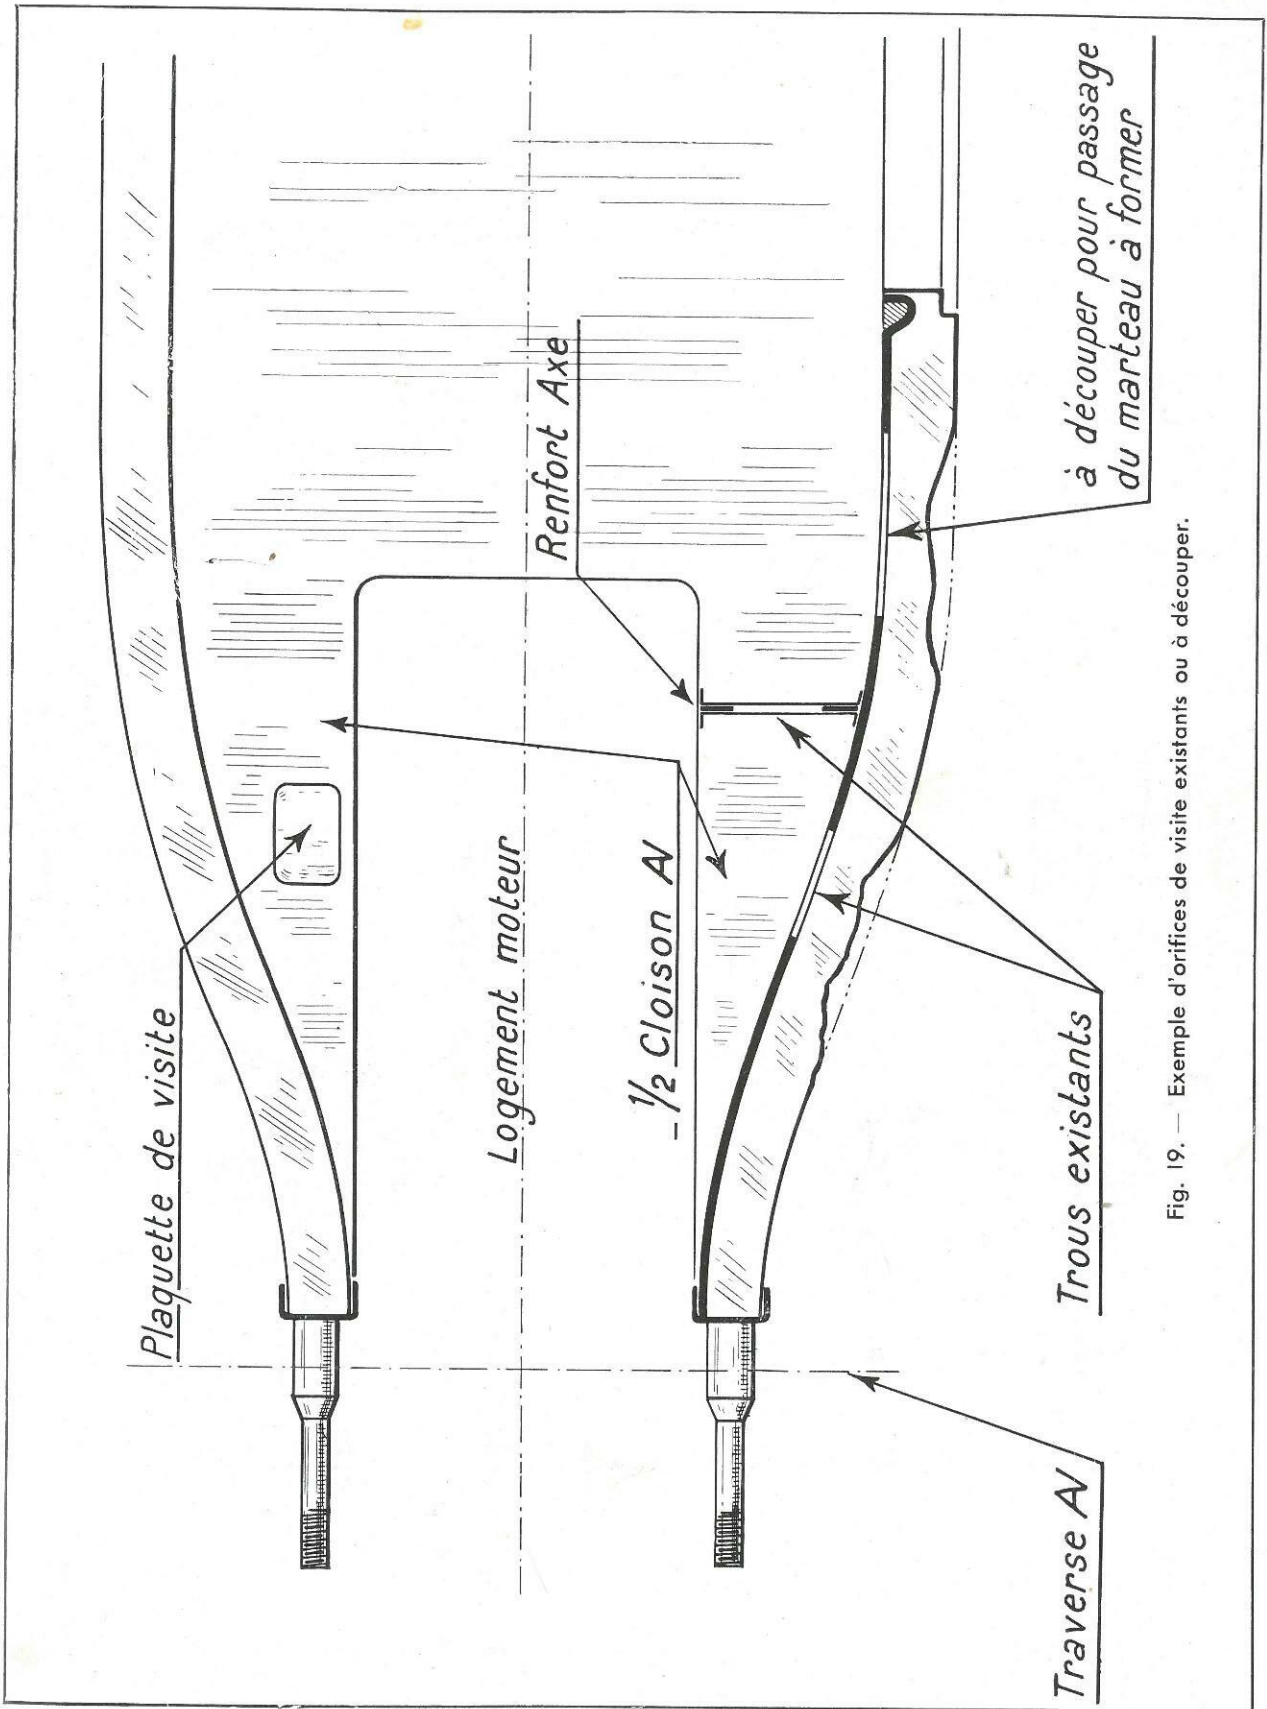 Plaquette de visite
Logement moteur
Renfort Axe
½ Cloison AV
à découper pour passage
du marteau à former
Trous existants
Traverse AV
Fig. 19. — Exemple d'orifices de visite existants ou à découper.